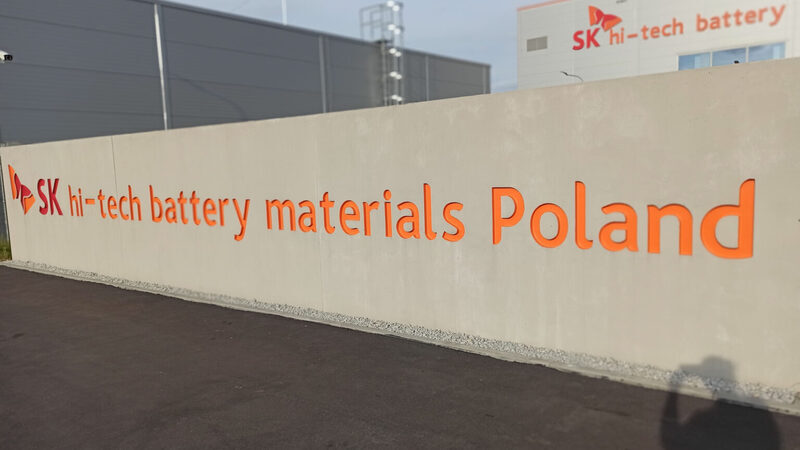 SK hi-tech battery
SK hi-tech battery materials Poland